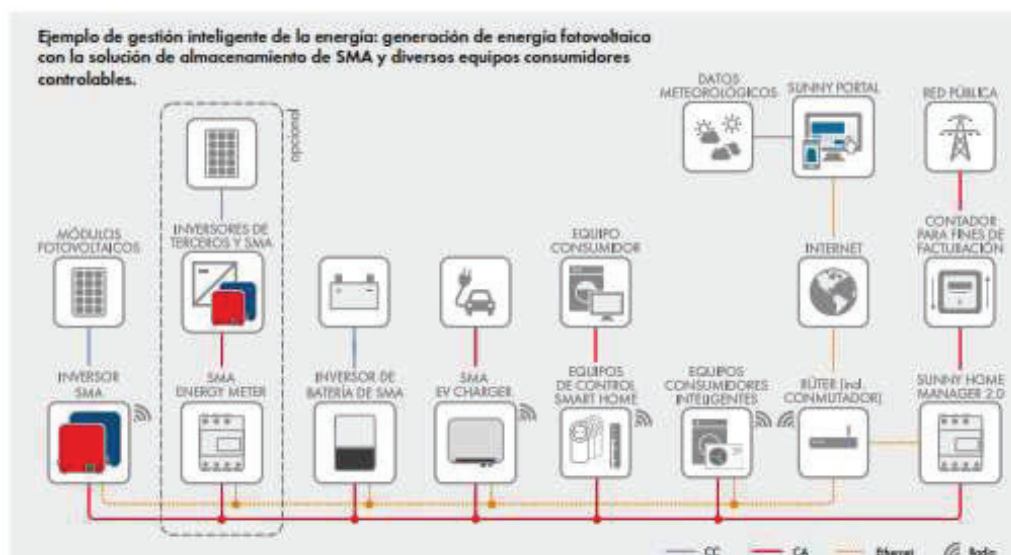 Ejemplo de gestión inteligente de la energía: generación de energía fotovoltaica
con la solución de almacenamiento de SMA y diversos equipos consumidores
controlables.
DATOS
METEOROLÓGICOS
SUNNY PORTAL
RED PÚBLICA
opcional
MÓDULOS
FOTOVOLTAICOS
INVERSORES DE
TERCEROS Y SMA
EQUIPO
CONSUMIDOR
INTERNET
CONTADOR
PARA FINES DE
FACTURACIÓN
INVERSOR
SMA
SMA
ENERGY METER
INVERSOR DE
BATERÍA DE SMA
SMA
EV CHARGER
EQUIPOS
DE CONTROL
SMART HOME
EQUIPOS
CONSUMIDORES
INTELIGENTES
RÚTER (incl.
CONMUTADOR)
SUNNY HOME
MANAGER 2.0
CC
CA
Ethernet
Radio